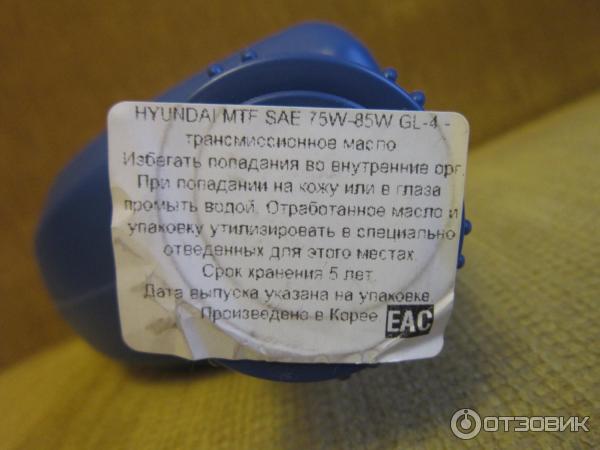 HYUNDAI MTF SAE 75W-85W GL-4 -
трансмиссионное масло
Избегать попадания во внутренние орг.
При попадании на кожу или в глаза
промыть водой. Отработанное масло и
упаковку утилизировать в специально
отведенных для этого местах.
Срок хранения 5 лет.
Дата выпуска указана на упаковке
Произведено в Корее EAC
ОТЗОВИК